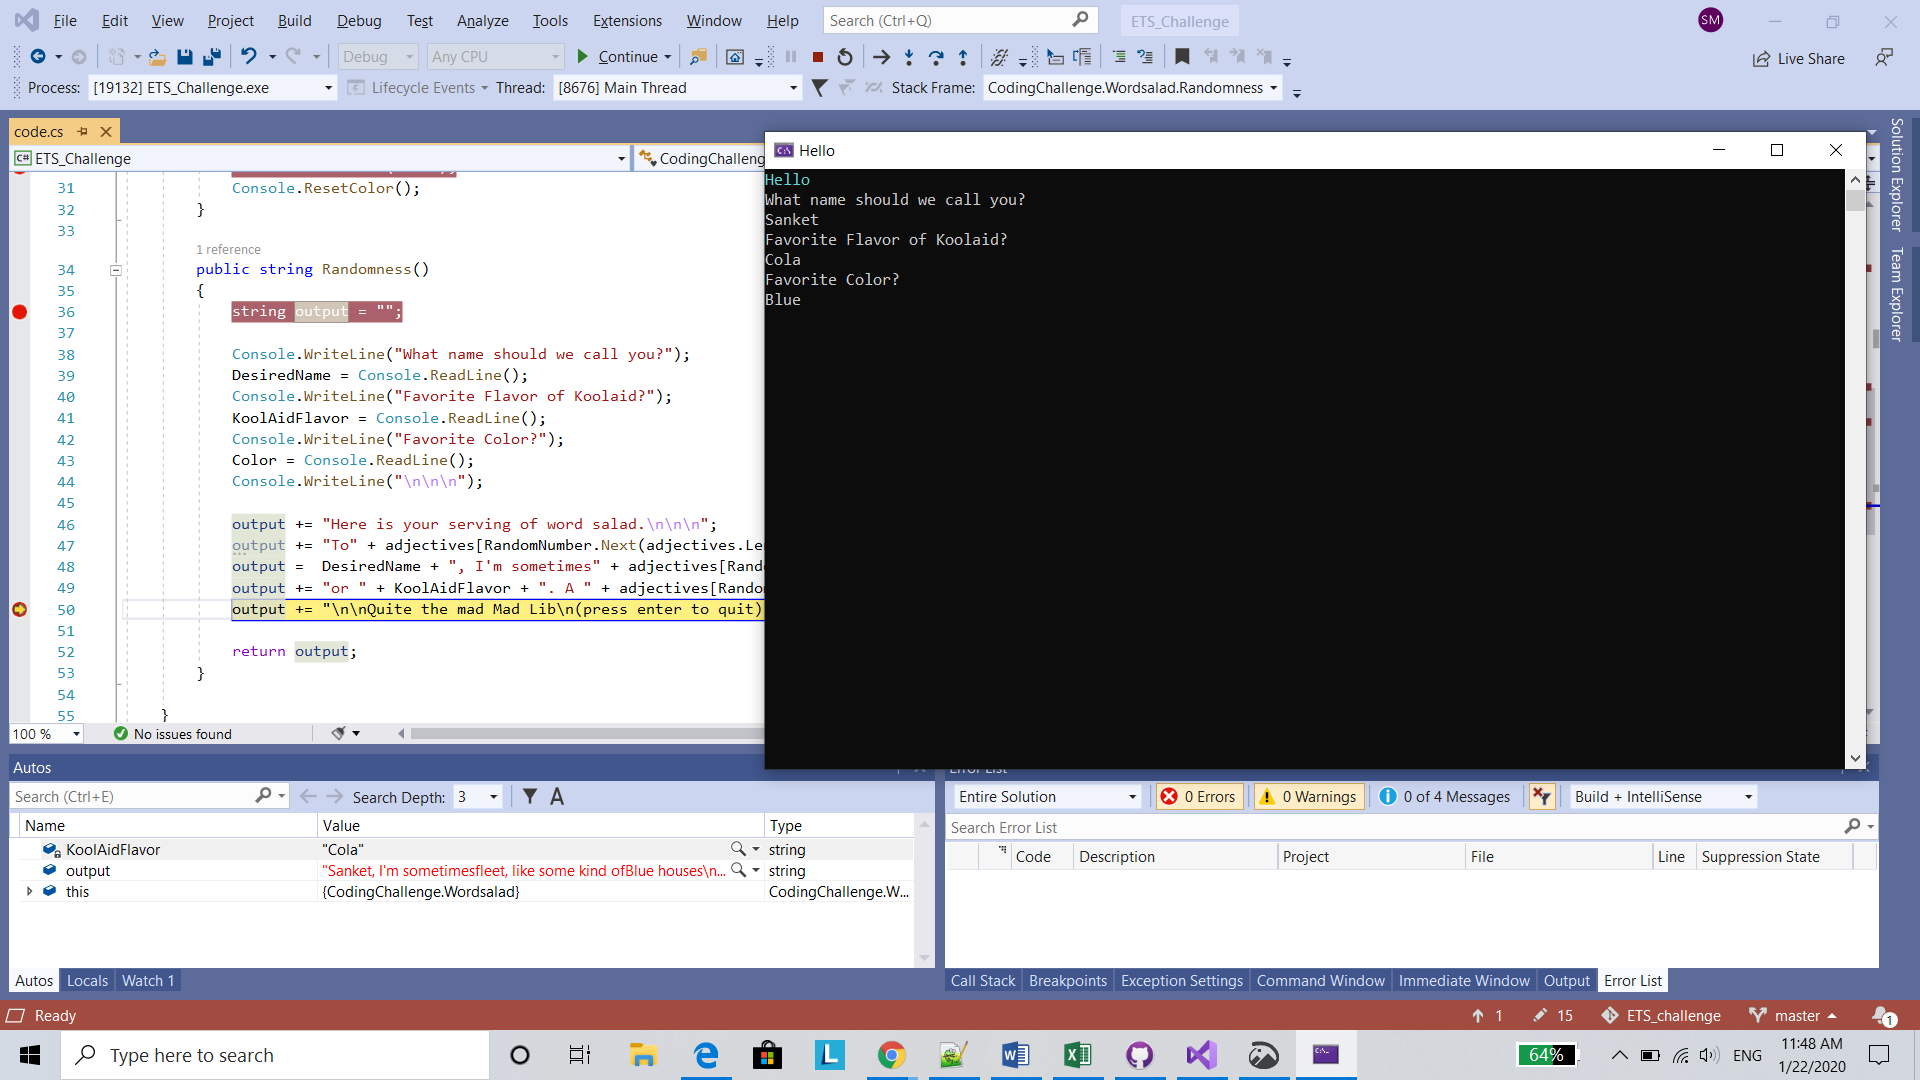 File Edit View Project Build Debug Test Analyze Tools Extensions Window Help Search (Ctrl+Q) ETS_Challenge SM
Debug Any CPU Continue Live Share
Process: [19132] ETS_Challenge.exe Lifecycle Events Thread: [8676] Main Thread Stack Frame: CodingChallenge.Wordsalad.Randomness
code.cs
C# ETS_Challenge CodingChalleng
31 Console.ResetColor();
32 }
33
1 reference
34 public string Randomness()
35 {
36 string output = "";
37
38 Console.WriteLine("What name should we call you?");
39 DesiredName = Console.ReadLine();
40 Console.WriteLine("Favorite Flavor of Koolaid?");
41 KoolAidFlavor = Console.ReadLine();
42 Console.WriteLine("Favorite Color?");
43 Color = Console.ReadLine();
44 Console.WriteLine("\n\n\n");
45
46 output += "Here is your serving of word salad.\n\n\n";
47 output += "To" + adjectives[RandomNumber.Next(adjectives.Le
48 output = DesiredName + ", I'm sometimes" + adjectives[Rand
49 output += "or " + KoolAidFlavor + ". A " + adjectives[Rando
50 output += "\n\nQuite the mad Mad Lib\n(press enter to quit)
51
52 return output;
53 }
54
55 }
100 % No issues found
Hello
Hello
What name should we call you?
Sanket
Favorite Flavor of Koolaid?
Cola
Favorite Color?
Blue
Solution Explorer
Team Explorer
Autos
Search (Ctrl+E) Search Depth: 3 A
Name Value Type
KoolAidFlavor "Cola" string
output "Sanket, I'm sometimesfleet, like some kind ofBlue houses\n... string
this {CodingChallenge.Wordsalad} CodingChallenge.W...
Autos Locals Watch 1
Error List
Entire Solution 0 Errors 0 Warnings 0 of 4 Messages Build + IntelliSense
Search Error List
Code Description Project File Line Suppression State
Call Stack Breakpoints Exception Settings Command Window Immediate Window Output Error List
Ready 1 15 ETS_challenge master 1
Type here to search L 64% ENG 11:48 AM
1/22/2020